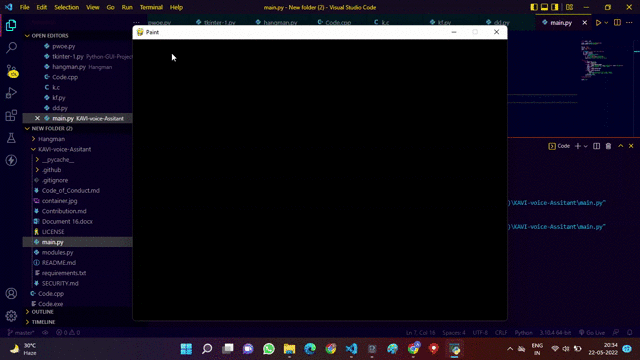 File Edit Selection View Go Run Terminal Help
main.py - New folder (2) - Visual Studio Code
pwoe.py
tkinter-1.py
hangman.py
Code.cpp
k.c
kf.py
dd.py
main.py
Paint
OPEN EDITORS
pwoe.py
tkinter-1.py Python-GUI-Project
hangman.py Hangman
Code.cpp
k.c
kf.py
dd.py
main.py KAVI-voice-Assitant
NEW FOLDER (2)
Hangman
KAVI-voice-Assitant
__pycache__
.github
.gitignore
Code_of_Conduct.md
container.jpg
Contribution.md
Document 16.docx
LICENSE
main.py
modules.py
README.md
requirements.txt
SECURITY.md
Code.cpp
Code.exe
OUTLINE
TIMELINE
Code
)\KAVI-voice-Assitant\main.py"
)\KAVI-voice-Assitant\main.py"
master*
0 0
Ln 7, Col 16 Spaces: 4 UTF-8 CRLF Python 3.10.4 64-bit Go Live
30°C
Haze
ENG
IN
20:34
22-05-2022